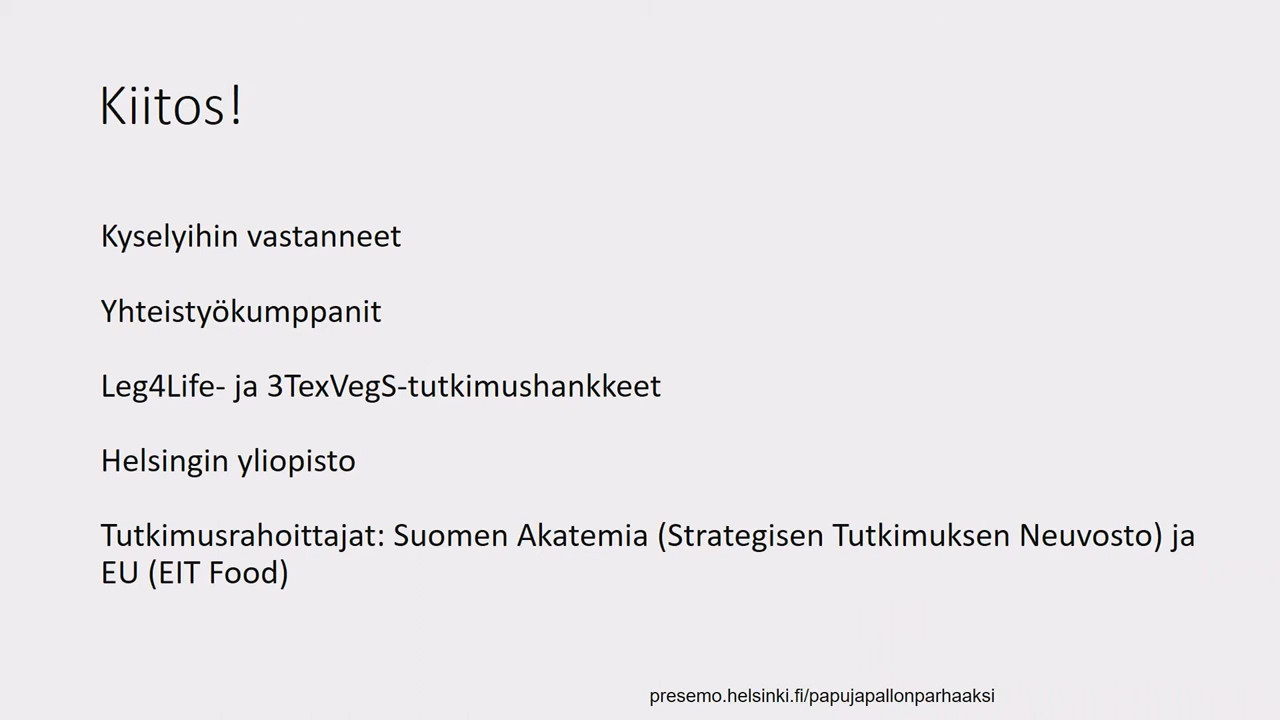 Kiitos!
Kyselyihin vastanneet
Yhteistyökumppanit
Leg4Life- ja 3TexVegS-tutkimushankkeet
Helsingin yliopisto
Tutkimusrahoittajat: Suomen Akatemia (Strategisen Tutkimuksen Neuvosto) ja
EU (EIT Food)
presemo.helsinki.fi/papujapallonparhaaksi